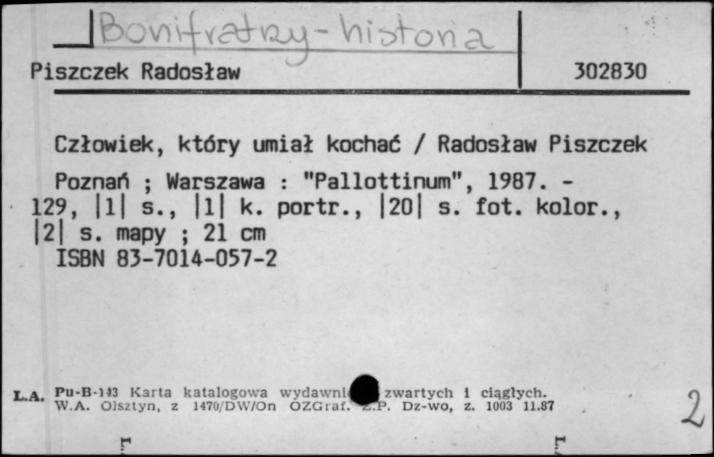 Bonifratrzy - historia
Piszczek Radosław 302830
Człowiek, który umiał kochać / Radosław Piszczek
Poznań ; Warszawa : "Pallottinum", 1987. -
129, |1| s., |1| k. portr., |20| s. fot. kolor.,
|2| s. mapy ; 21 cm
ISBN 83-7014-057-2
L.A. Pu-B-143 Karta katalogowa zwartych i ciągłych.
W.A. Olsztyn, z 1470/DW/On OZGraf. Z.P. Dz-wo, z. 1003 11.87
2